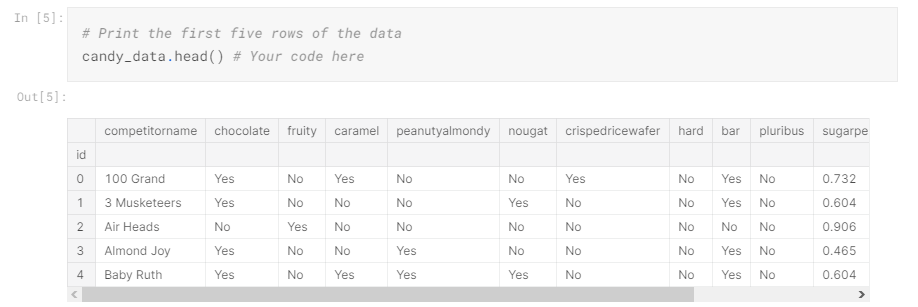 In [5]:
# Print the first five rows of the data
candy_data.head() # Your code here
Out[5]:
competitorname chocolate fruity caramel peanutyalmondy nougat crispedricewafer hard bar pluribus sugarpe
id
0 100 Grand Yes No Yes No No Yes No Yes No 0.732
1 3 Musketeers Yes No No No Yes No No Yes No 0.604
2 Air Heads No Yes No No No No No No No 0.906
3 Almond Joy Yes No No Yes No No No Yes No 0.465
4 Baby Ruth Yes No Yes Yes Yes No No Yes No 0.604